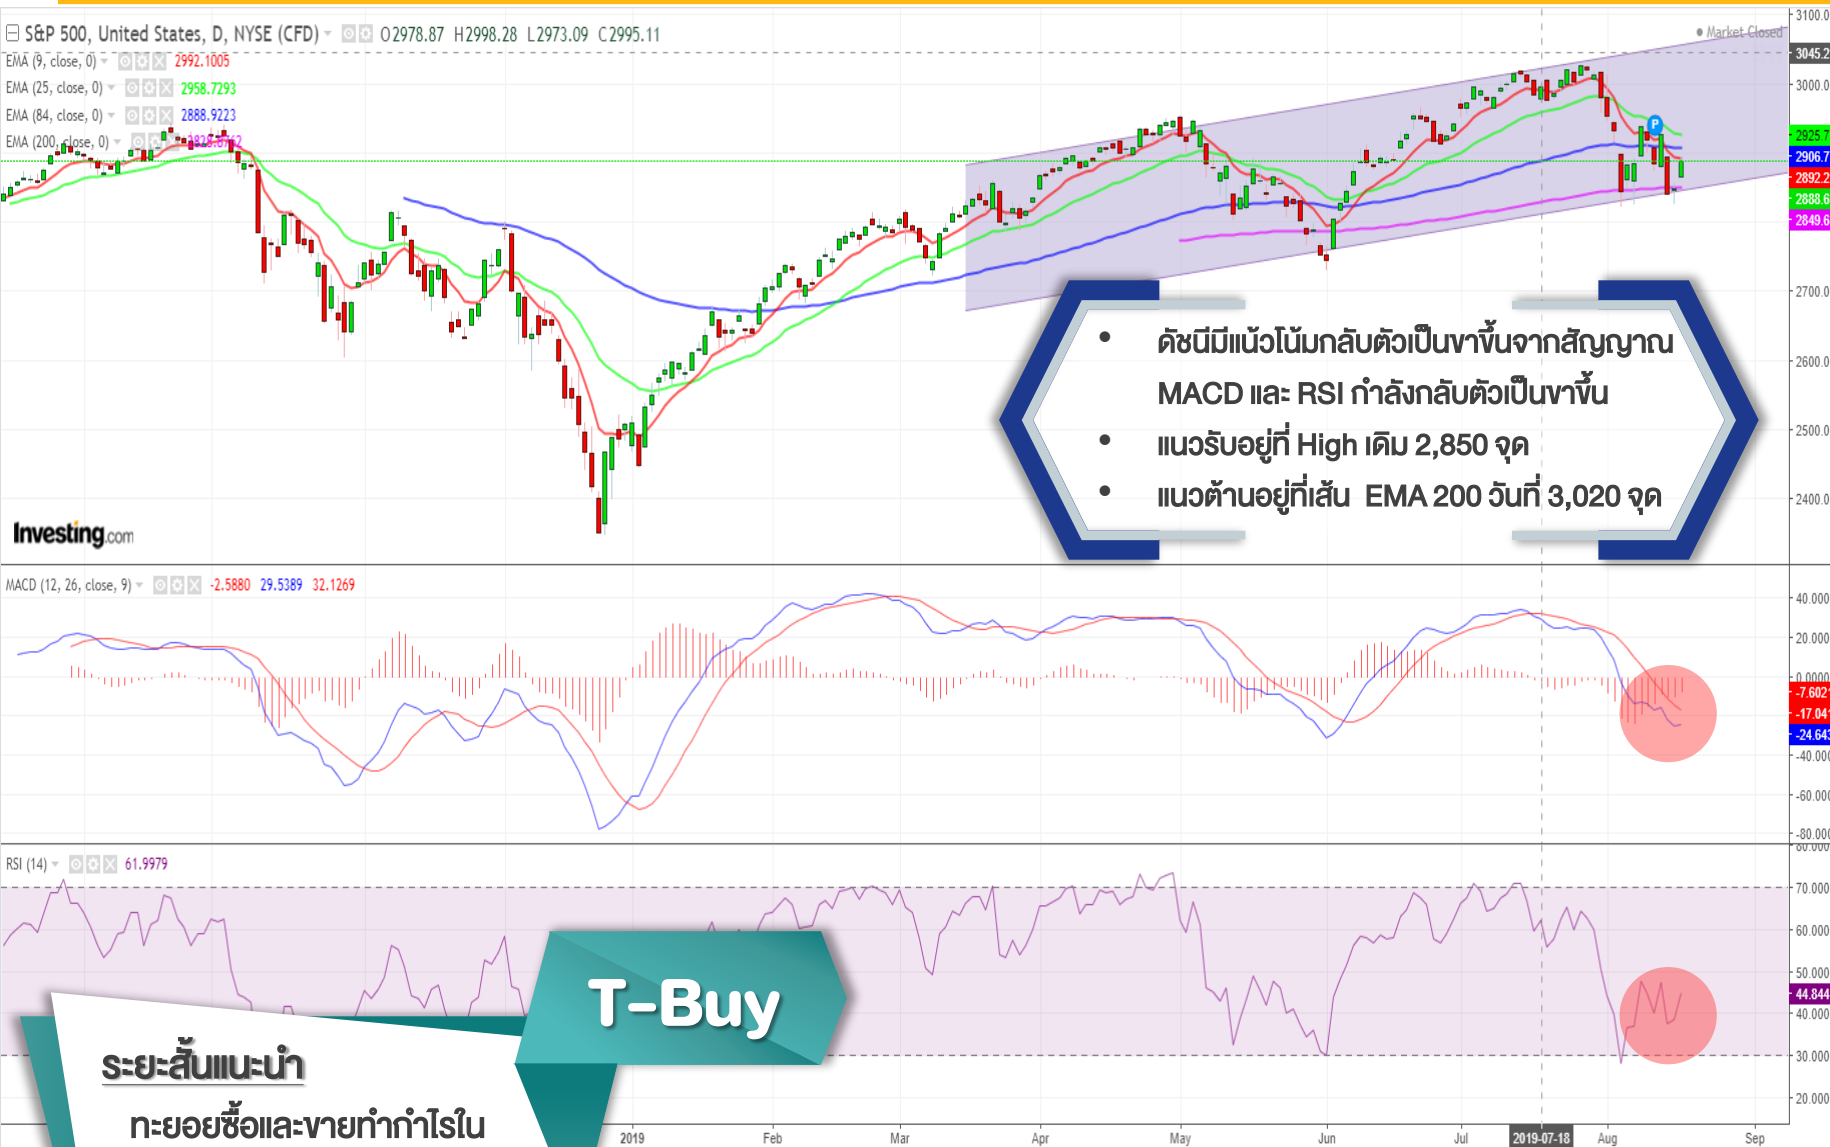 S&P 500, United States, D, NYSE (CFD) O2978.87 H2998.28 L2973.09 C2995.11
Market Closed
EMA (9, close, 0) 2992.1005
EMA (25, close, 0) 2958.7293
EMA (84, close, 0) 2888.9223
EMA (200, close, 0)
P
3100.0
3045.2
3000.0
2925.7
2906.7
2892.2
2888.6
2849.6
2700.0
2600.0
2500.0
2400.0
• ดัชนีมีแน้วโน้มกลับตัวเป็นขาขึ้นจากสัญญาณ
MACD และ RSI กำลังกลับตัวเป็นขาขึ้น
• แนวรับอยู่ที่ High เดิม 2,850 จุด
• แนวต้านอยู่ที่เส้น EMA 200 วันที่ 3,020 จุด
Investing.com
MACD (12, 26, close, 9) -2.5880 29.5389 32.1269
40.000
20.000
0.0000
-7.602
-17.04
-24.643
-40.000
-60.000
-80.000
RSI (14) 61.9979
80.000
70.000
60.000
50.000
44.844
40.000
30.000
20.000
T-Buy
ระยะสั้นแนะนำ
ทะยอยซื้อและขายทำกำไรใน
2019 Feb Mar Apr May Jun Jul 2019-07-18 Aug Sep